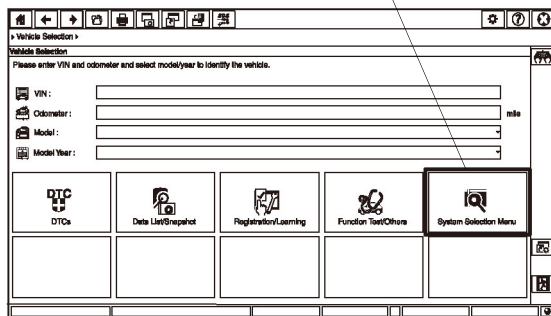 ▸ Vehicle Selection ▸
Vehicle Selection
Please enter VIN and odometer and select model/year to identify the vehicle.
VIN :
Odometer :
mile
Model :
Model Year :
DTC
DTCs
Data List/Snapshot
Registration/Learning
Function Test/Others
System Selection Menu